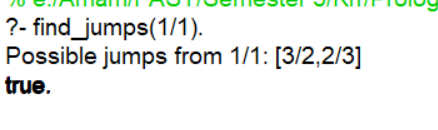 ?- find_jumps(1/1).
Possible jumps from 1/1: [3/2,2/3]
true.